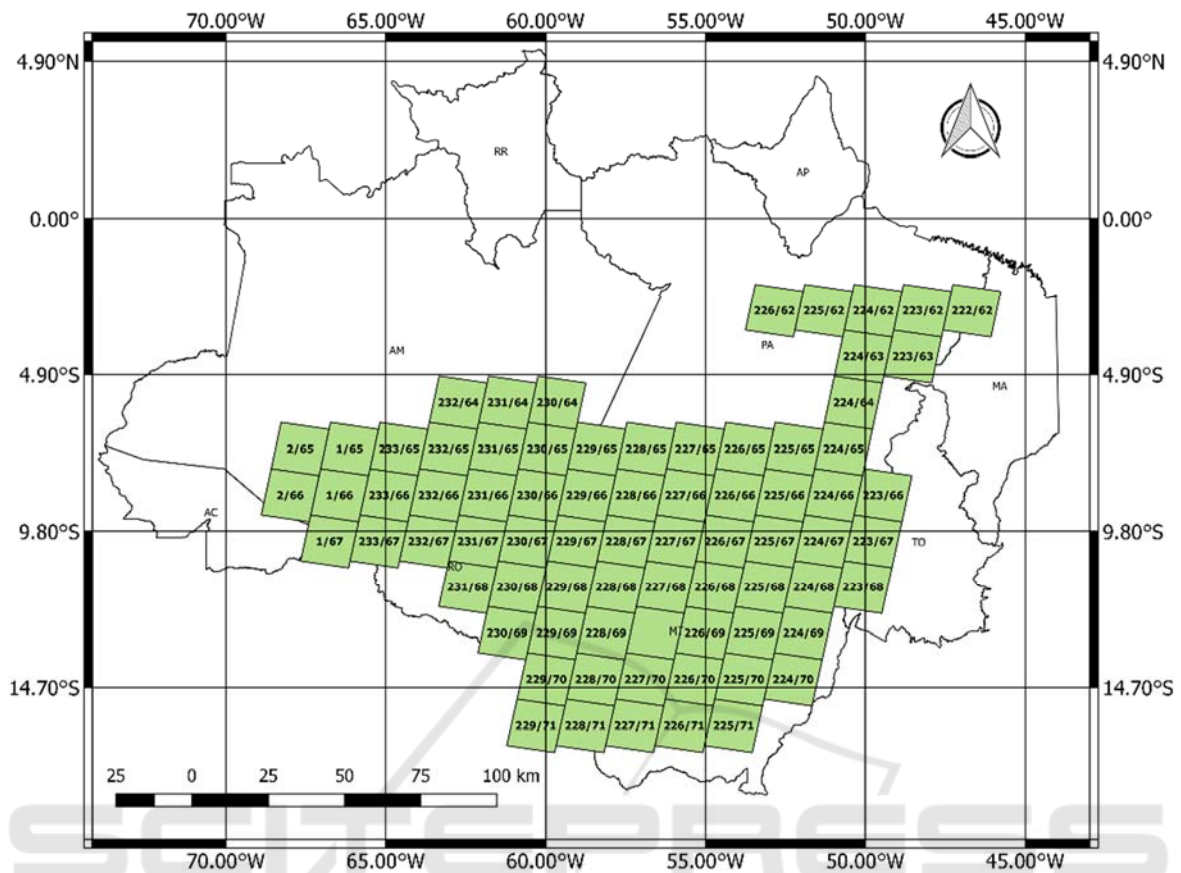 70.00°W 65.00°W 60.00°W 55.00°W 50.00°W 45.00°W
4.90°N 4.90°N
RR
AP
0.00° 0.00°
226/62 225/62 224/62 223/62 222/62
PA
AM
224/63 223/63
4.90°S 4.90°S
MA
232/64 231/64 230/64 224/64
2/65 1/65 233/65 232/65 231/65 230/65 229/65 228/65 227/65 226/65 225/65 224/65
2/66 1/66 233/66 232/66 231/66 230/66 229/66 228/66 227/66 226/66 225/66 224/66 223/66
AC
9.80°S 9.80°S
1/67 233/67 232/67 231/67 230/67 229/67 228/67 227/67 226/67 225/67 224/67 223/67 TO
RO
231/68 230/68 229/68 228/68 227/68 226/68 225/68 224/68 223/68
230/69 229/69 228/69 MT 226/69 225/69 224/69
229/70 228/70 227/70 226/70 225/70 224/70
14.70°S 14.70°S
229/71 228/71 227/71 226/71 225/71
25 0 25 50 75 100 km
SCITEPRESS
70.00°W 65.00°W 60.00°W 55.00°W 50.00°W 45.00°W